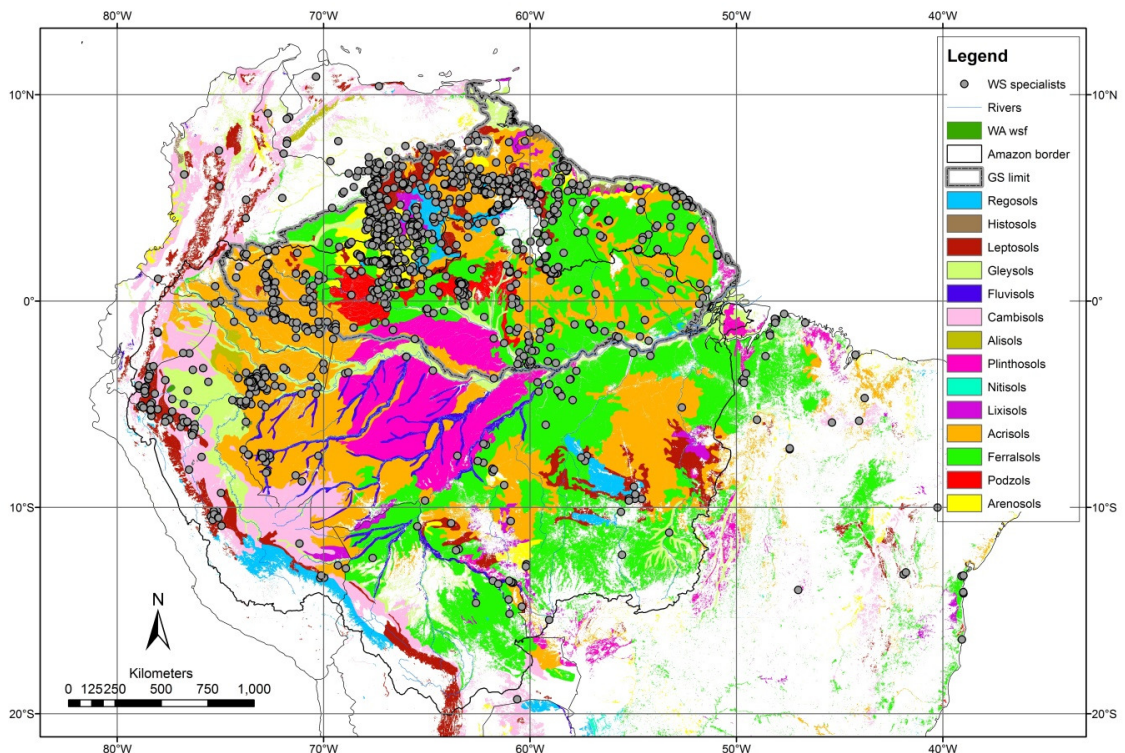 80°W 70°W 60°W 50°W 40°W
10°N
0°
10°S
20°S
10°N
0°
10°S
20°S
Legend
WS specialists
Rivers
WA wsf
Amazon border
GS limit
Regosols
Histosols
Leptosols
Gleysols
Fluvisols
Cambisols
Alisols
Plinthosols
Nitisols
Lixisols
Acrisols
Ferralsols
Podzols
Arenosols
N
Kilometers
0 125250 500 750 1,000
80°W 70°W 60°W 50°W 40°W